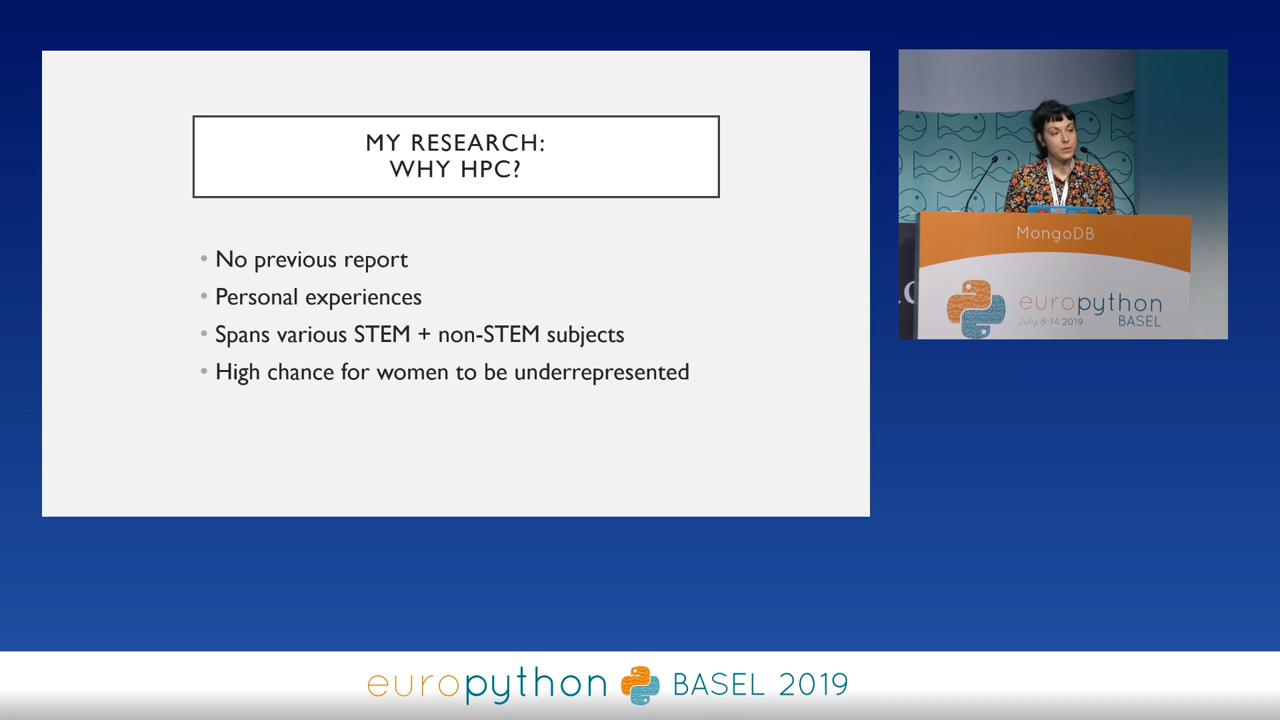 MY RESEARCH:
WHY HPC?
• No previous report
• Personal experiences
• Spans various STEM + non-STEM subjects
• High chance for women to be underrepresented
MongoDB
europython
July 8-14 2019
BASEL
europython BASEL 2019